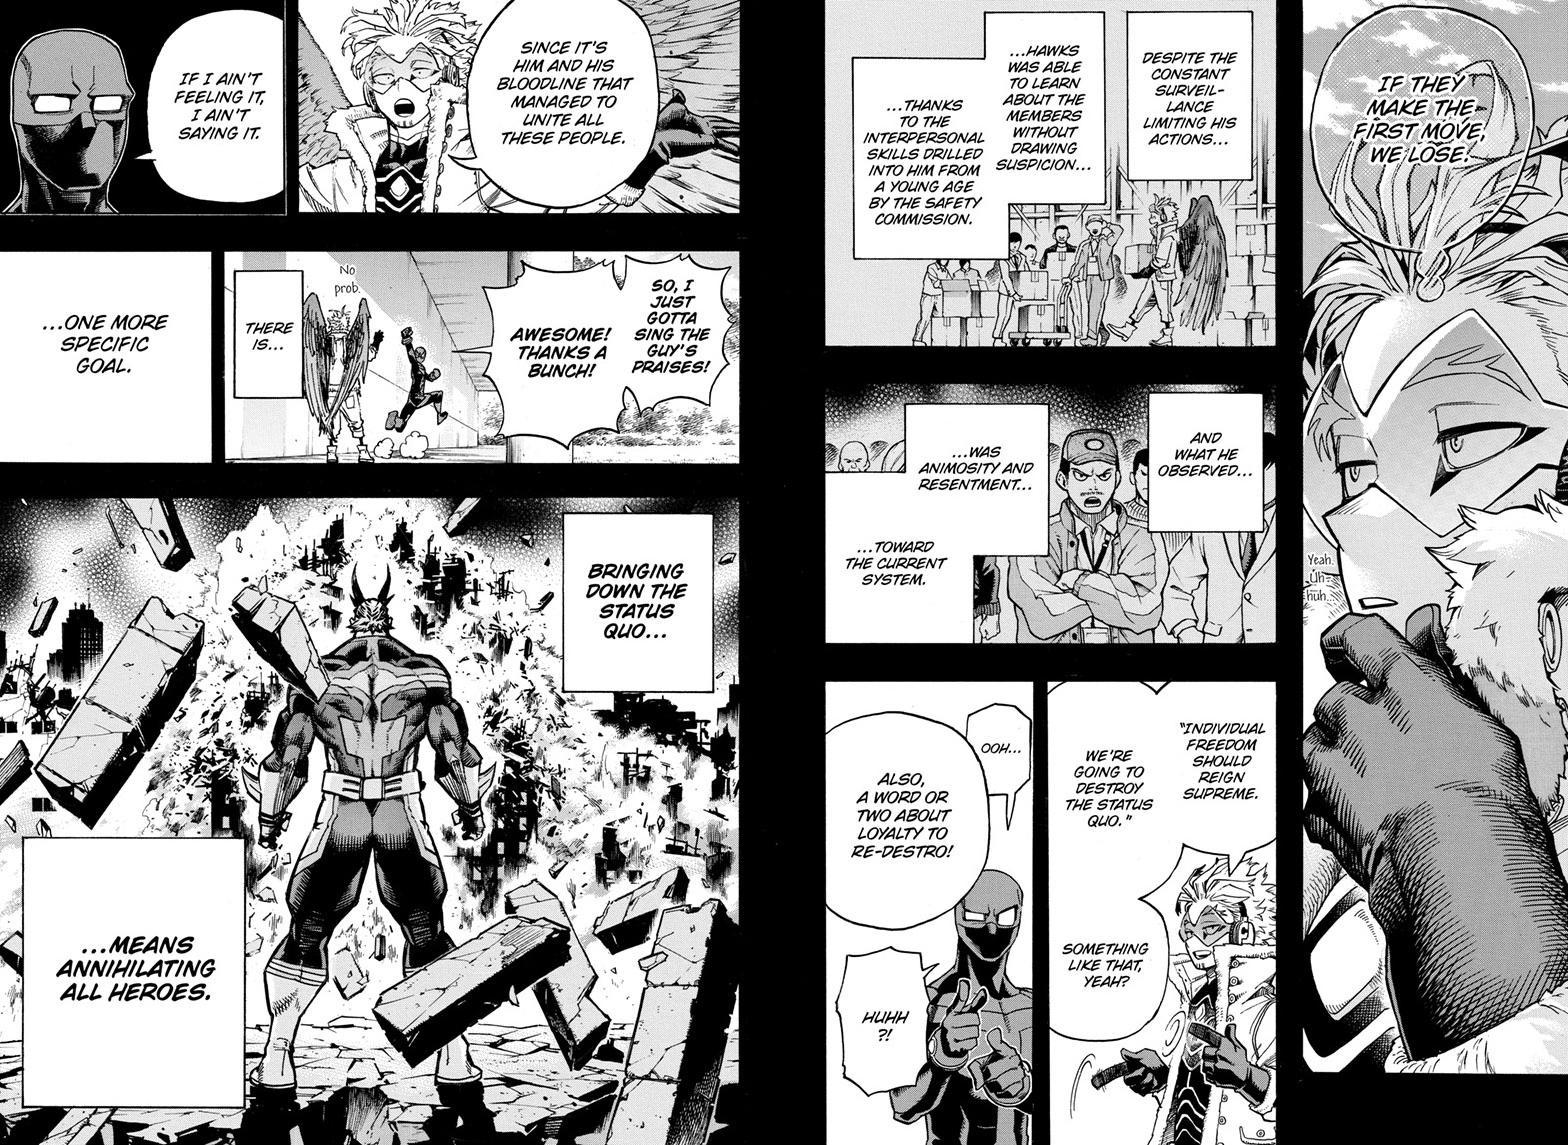 IF THEY
MAKE THE
FIRST MOVE,
WE LOSE.
Yeah.
Uh-
huh.
DESPITE THE
CONSTANT
SURVEIL-
LANCE
LIMITING HIS
ACTIONS...
...HAWKS
WAS ABLE
TO LEARN
ABOUT THE
MEMBERS
WITHOUT
DRAWING
SUSPICION...
...THANKS
TO THE
INTERPERSONAL
SKILLS DRILLED
INTO HIM FROM
A YOUNG AGE
BY THE SAFETY
COMMISSION.
AND
WHAT HE
OBSERVED...
...WAS
ANIMOSITY AND
RESENTMENT...
...TOWARD
THE CURRENT
SYSTEM.
"INDIVIDUAL
FREEDOM
SHOULD
REIGN
SUPREME.
WE'RE
GOING TO
DESTROY
THE STATUS
QUO."
SOMETHING
LIKE THAT,
YEAH?
OOH...
ALSO,
A WORD OR
TWO ABOUT
LOYALTY TO
RE-DESTRO!
HUHH
?!
SINCE IT'S
HIM AND HIS
BLOODLINE THAT
MANAGED TO
UNITE ALL
THESE PEOPLE.
IF I AIN'T
FEELING IT,
I AIN'T
SAYING IT.
SO, I
JUST
GOTTA
SING THE
GUY'S
PRAISES!
AWESOME!
THANKS A
BUNCH!
No
prob.
THERE
IS...
...ONE MORE
SPECIFIC
GOAL.
BRINGING
DOWN THE
STATUS
QUO...
...MEANS
ANNIHILATING
ALL HEROES.